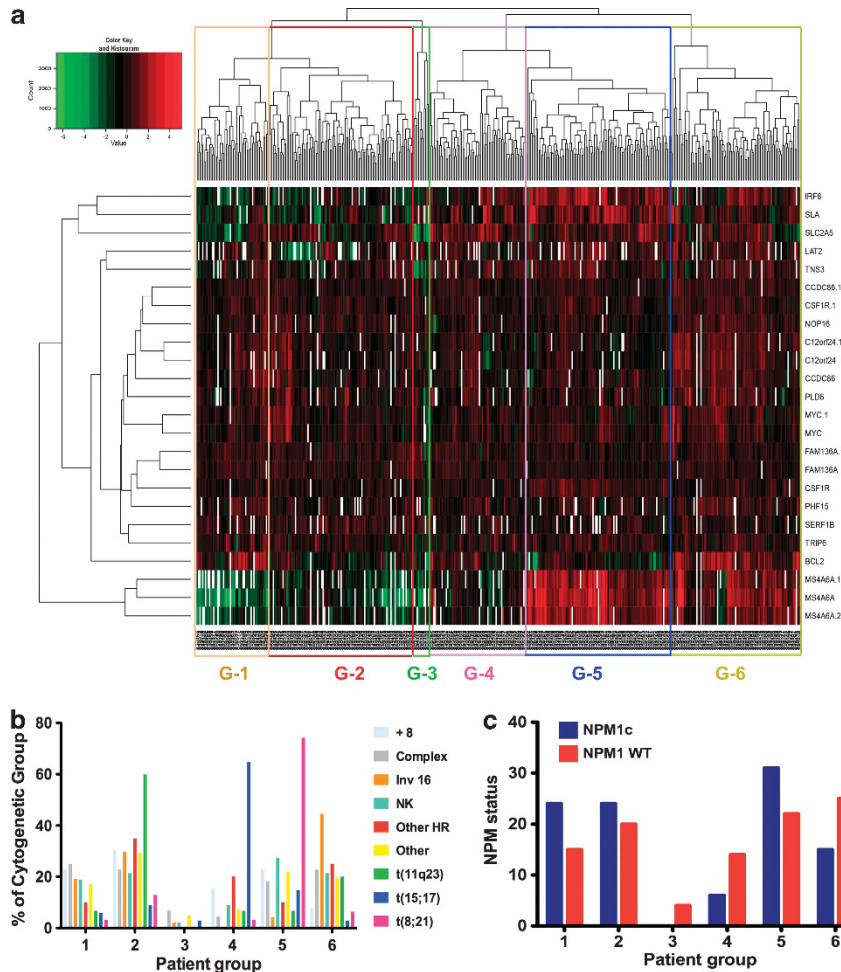 a
Color Key
and Histogram
Count
0
1000
2000
3000
-6 -4 -2 0 2 4
Value
IRF8
SLA
SLC2A5
LAT2
TNS3
CCDC86.1
CSF1R.1
NOP16
C12orf24.1
C12orf24
CCDC86
PLD6
MYC.1
MYC
FAM136A.
FAM136A
CSF1R
PHF15
SERF1B
TRIP6
BCL2
MS4A6A.1
MS4A6A
MS4A6A.2
G-1 G-2 G-3 G-4 G-5 G-6
b
% of Cytogenetic Group
80
60
40
20
0
1 2 3 4 5 6
Patient group
+ 8
Complex
Inv 16
NK
Other HR
Other
t(11q23)
t(15;17)
t(8;21)
c
NPM status
40
30
20
10
0
1 2 3 4 5 6
Patient group
NPM1c
NPM1 WT